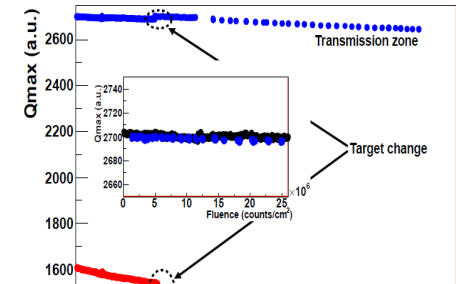 Qmax (a.u.)
2600
2400
2200
2000
1800
1600
Transmission zone
Target change
Qmax (a.u.)
2740
2720
2700
2680
2660
0 5 10 15 20 25
×10⁶
Fluence (counts/cm²)